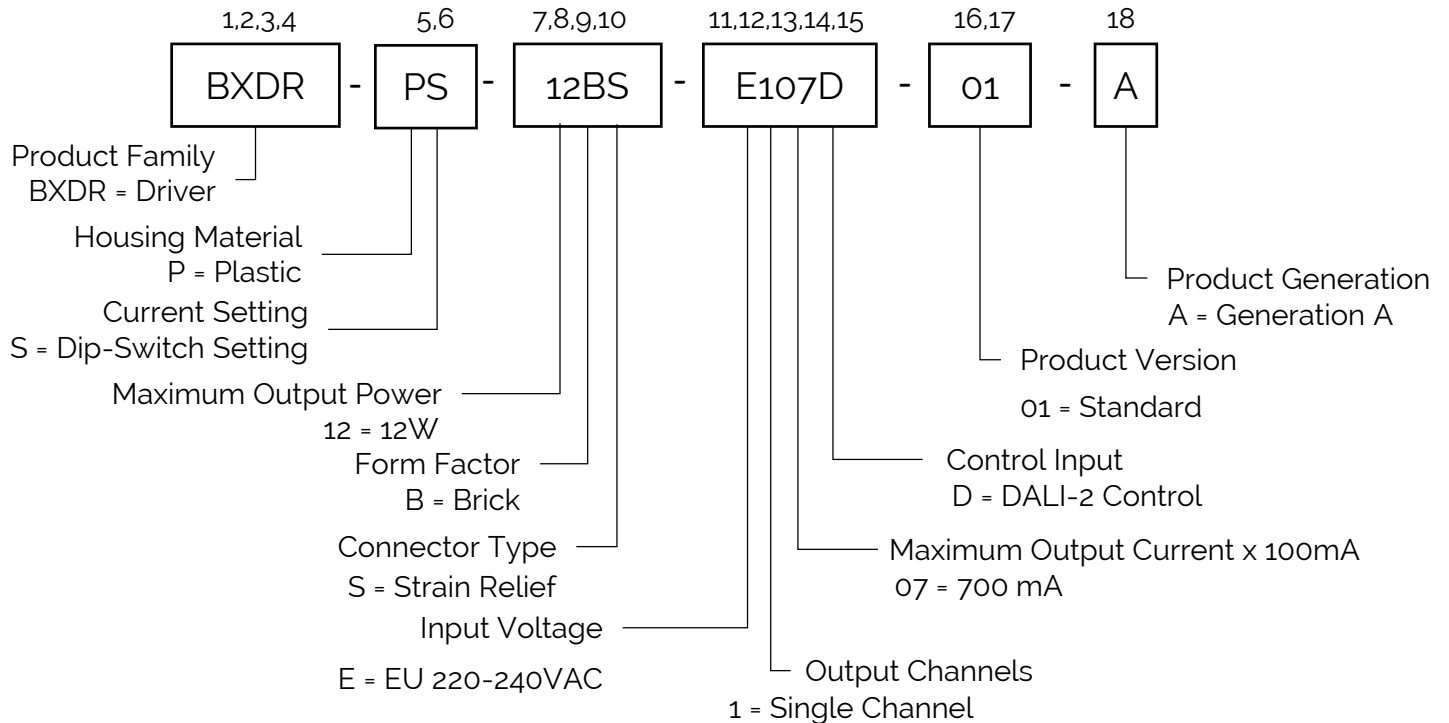 1,2,3,4 5,6 7,8,9,10 11,12,13,14,15 16,17 18
BXDR - PS - 12BS - E107D - 01 - A
Product Family
BXDR = Driver
Housing Material
P = Plastic
Current Setting
S = Dip-Switch Setting
Maximum Output Power
12 = 12W
Form Factor
B = Brick
Connector Type
S = Strain Relief
Input Voltage
E = EU 220-240VAC
Output Channels
1 = Single Channel
Maximum Output Current x 100mA
07 = 700 mA
Control Input
D = DALI-2 Control
Product Version
01 = Standard
Product Generation
A = Generation A